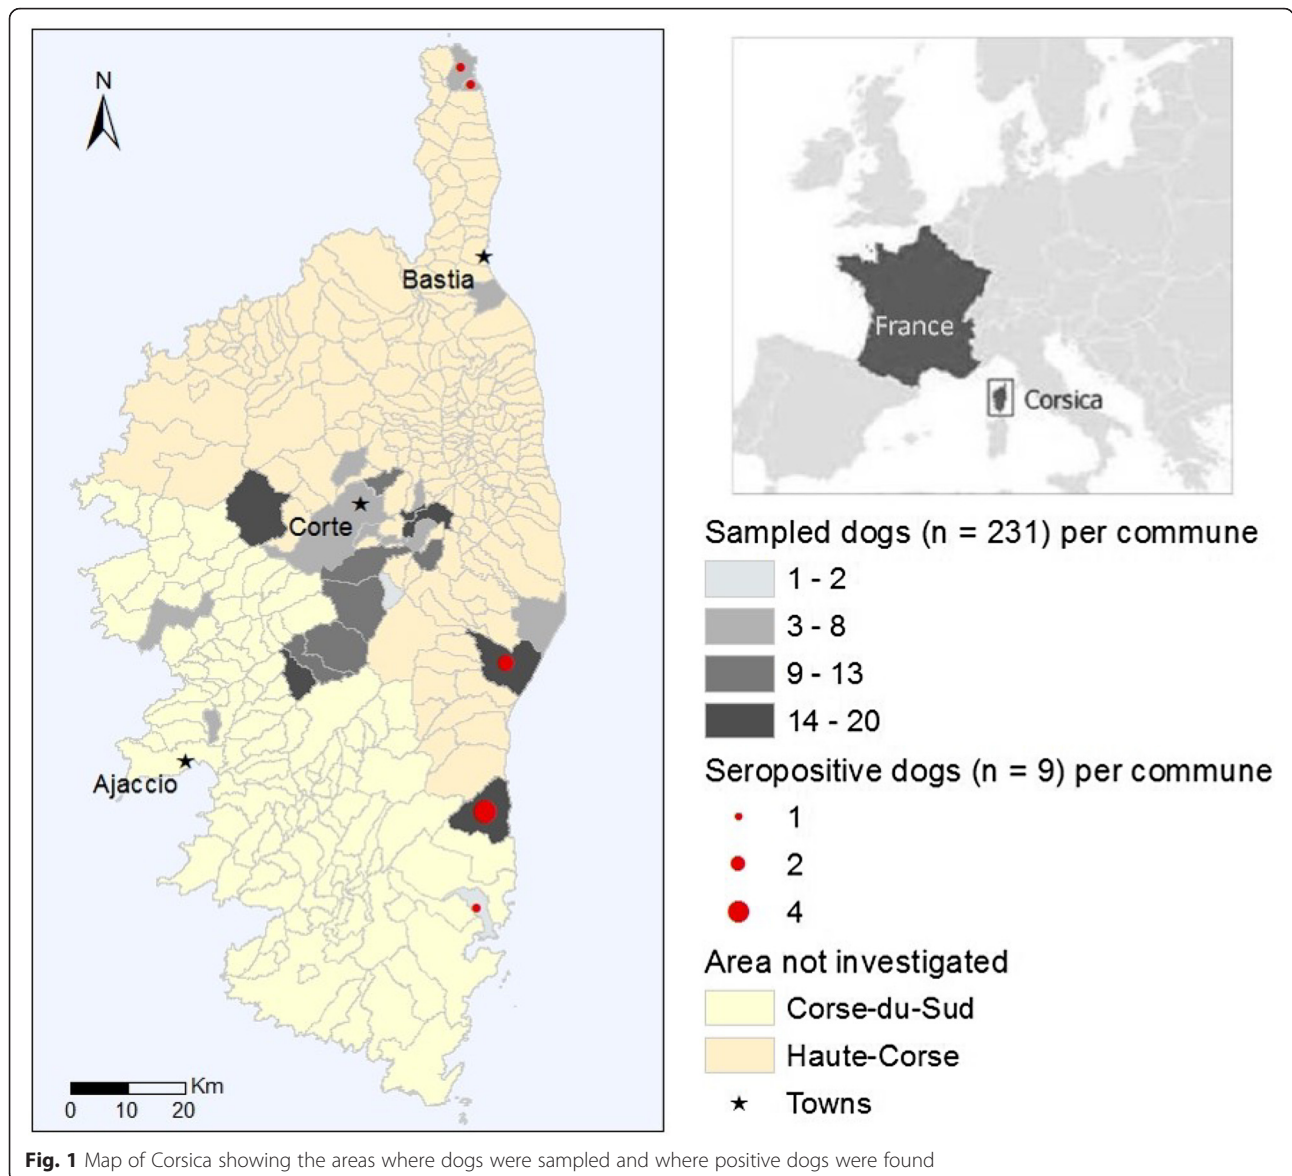 N
Bastia
Corte
Ajaccio
Km
0 10 20
France
Corsica
Sampled dogs (n = 231) per commune
1 - 2
3 - 8
9 - 13
14 - 20
Seropositive dogs (n = 9) per commune
1
2
4
Area not investigated
Corse-du-Sud
Haute-Corse
Towns
Fig. 1 Map of Corsica showing the areas where dogs were sampled and where positive dogs were found